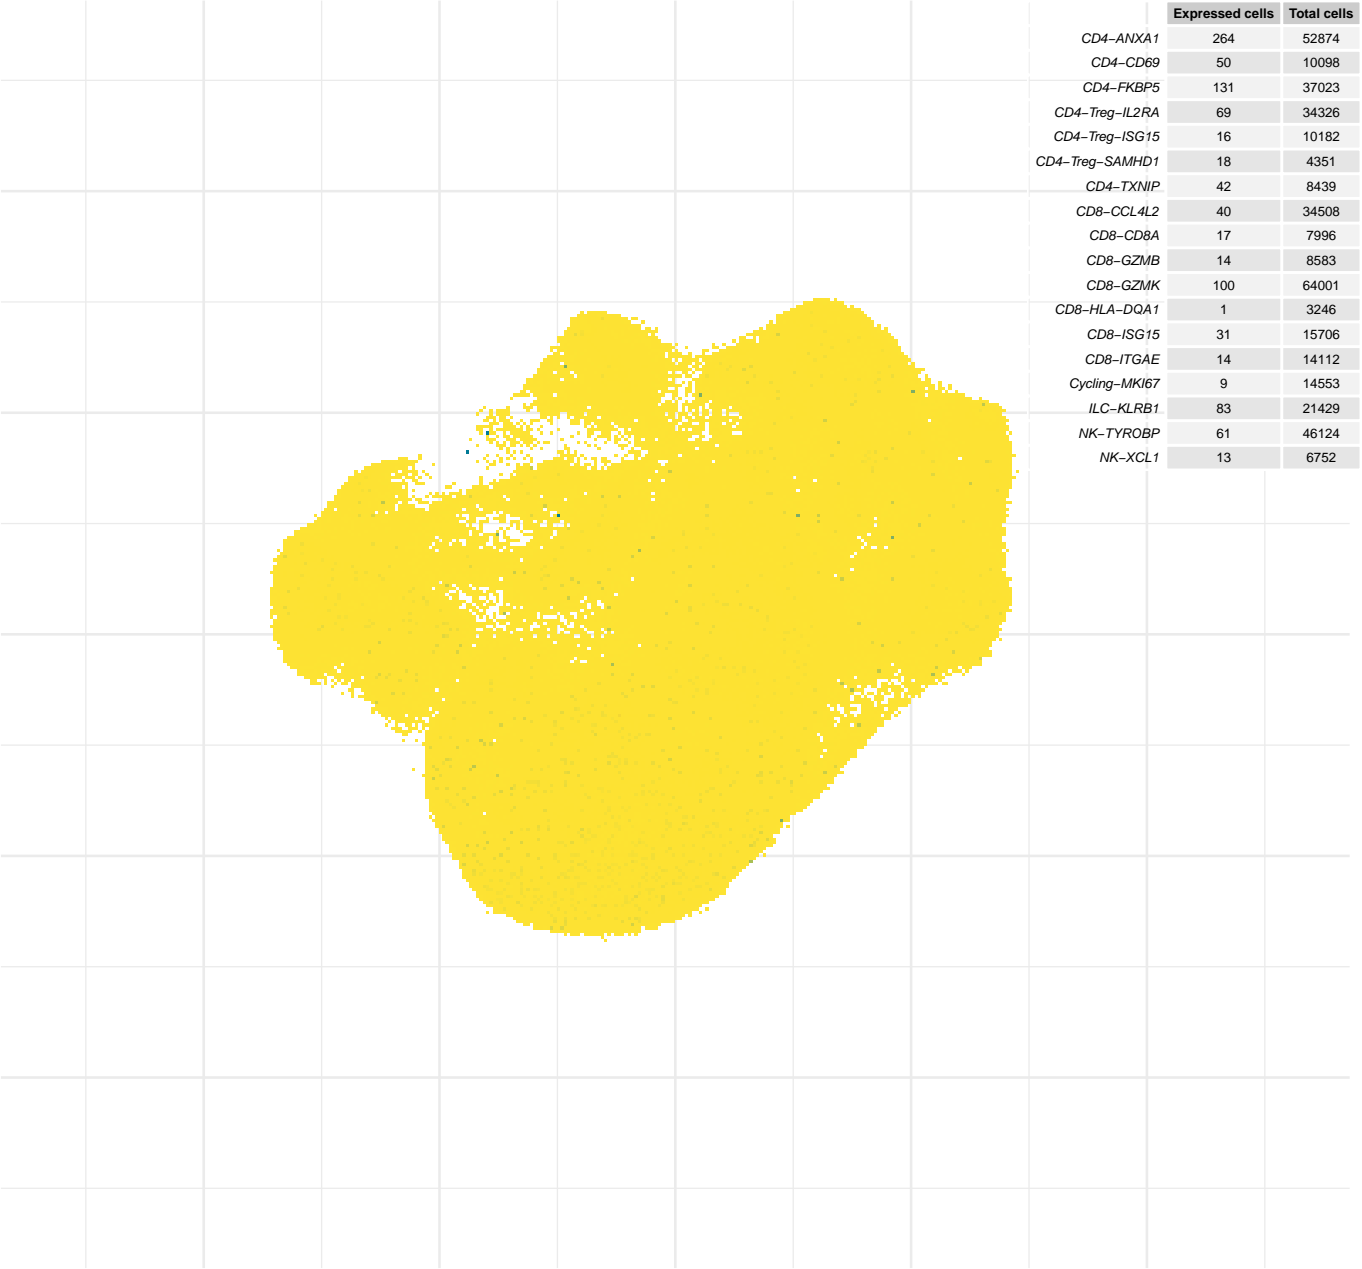 Expressed cells Total cells
CD4−ANXA1 264 52874
CD4−CD69 50 10098
CD4−FKBP5 131 37023
CD4−Treg−IL2RA 69 34326
CD4−Treg−ISG15 16 10182
CD4−Treg−SAMHD1 18 4351
CD4−TXNIP 42 8439
CD8−CCL4L2 40 34508
CD8−CD8A 17 7996
CD8−GZMB 14 8583
CD8−GZMK 100 64001
CD8−HLA−DQA1 1 3246
CD8−ISG15 31 15706
CD8−ITGAE 14 14112
Cycling−MKI67 9 14553
ILC−KLRB1 83 21429
NK−TYROBP 61 46124
NK−XCL1 13 6752